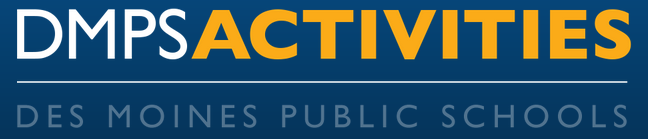 DMPSACTIVITIES
DES MOINES PUBLIC SCHOOLS